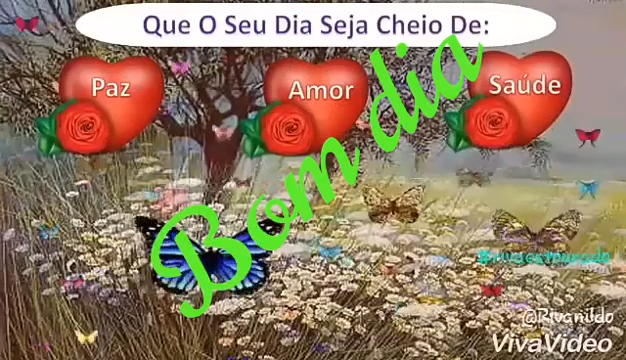 Que O Seu Dia Seja Cheio De:
Paz
Amor
Saúde
Bom dia
@Rivanildo
VivaVideo